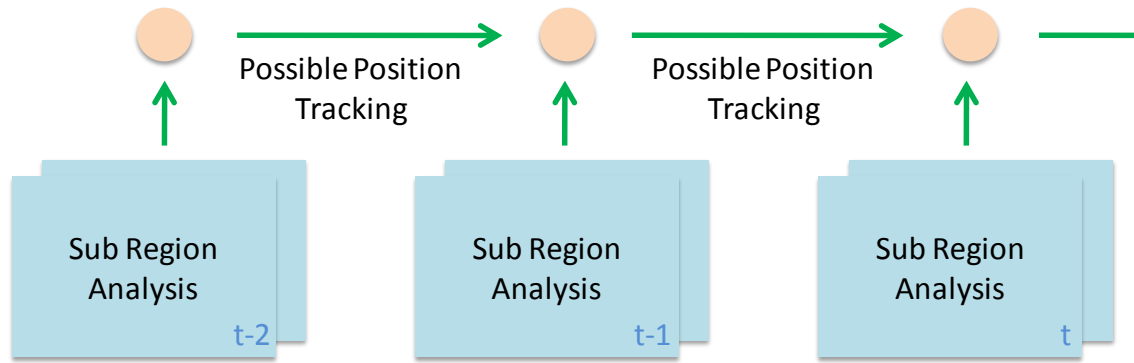 Possible Position
Tracking
Possible Position
Tracking
Sub Region
Analysis
t-2
Sub Region
Analysis
t-1
Sub Region
Analysis
t